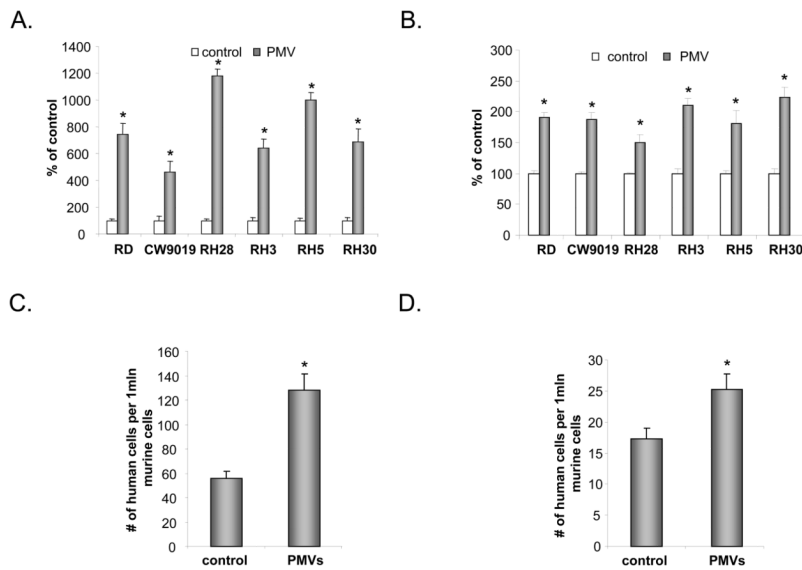 A.
control PMV
% of control
1400
1200
1000
800
600
400
200
0
* * * * * *
RD CW9019 RH28 RH3 RH5 RH30
B.
control PMV
% of control
300
250
200
150
100
50
0
* * * * * *
RD CW9019 RH28 RH3 RH5 RH30
C.
# of human cells per 1mln
murine cells
160
140
120
100
80
60
40
20
0
*
control PMVs
D.
# of human cells per 1mln
murine cells
30
25
20
15
10
5
0
*
control PMVs